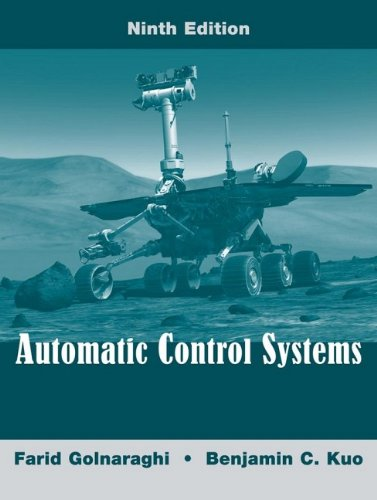 Ninth Edition
Automatic Control Systems
Farid Golnaraghi • Benjamin C. Kuo